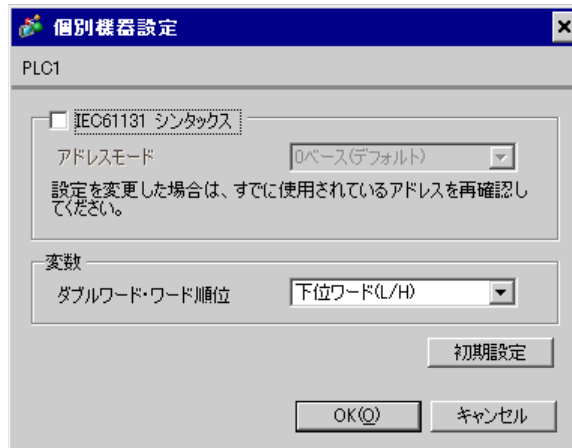 個別機器設定
PLC1
IEC61131 シンタックス
アドレスモード 0ベース(デフォルト)
設定を変更した場合は、すでに使用されているアドレスを再確認し
てください。
変数
ダブルワード・ワード順位 下位ワード(L/H)
初期設定
OK(O) キャンセル